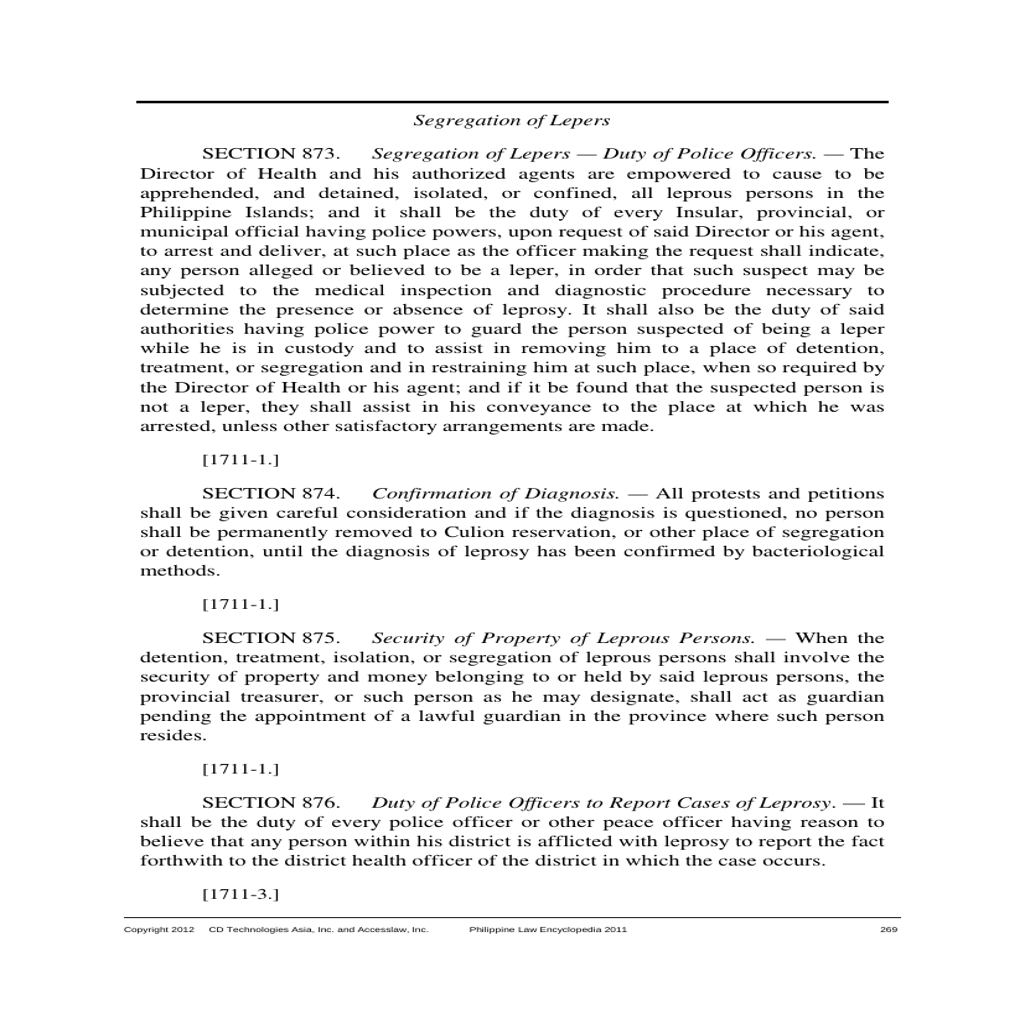 Segregation of Lepers
SECTION 873. Segregation of Lepers — Duty of Police Officers. — The
Director of Health and his authorized agents are empowered to cause to be
apprehended, and detained, isolated, or confined, all leprous persons in the
Philippine Islands; and it shall be the duty of every Insular, provincial, or
municipal official having police powers, upon request of said Director or his agent,
to arrest and deliver, at such place as the officer making the request shall indicate,
any person alleged or believed to be a leper, in order that such suspect may be
subjected to the medical inspection and diagnostic procedure necessary to
determine the presence or absence of leprosy. It shall also be the duty of said
authorities having police power to guard the person suspected of being a leper
while he is in custody and to assist in removing him to a place of detention,
treatment, or segregation and in restraining him at such place, when so required by
the Director of Health or his agent; and if it be found that the suspected person is
not a leper, they shall assist in his conveyance to the place at which he was
arrested, unless other satisfactory arrangements are made.
[1711-1.]
SECTION 874. Confirmation of Diagnosis. — All protests and petitions
shall be given careful consideration and if the diagnosis is questioned, no person
shall be permanently removed to Culion reservation, or other place of segregation
or detention, until the diagnosis of leprosy has been confirmed by bacteriological
methods.
[1711-1.]
SECTION 875. Security of Property of Leprous Persons. — When the
detention, treatment, isolation, or segregation of leprous persons shall involve the
security of property and money belonging to or held by said leprous persons, the
provincial treasurer, or such person as he may designate, shall act as guardian
pending the appointment of a lawful guardian in the province where such person
resides.
[1711-1.]
SECTION 876. Duty of Police Officers to Report Cases of Leprosy. — It
shall be the duty of every police officer or other peace officer having reason to
believe that any person within his district is afflicted with leprosy to report the fact
forthwith to the district health officer of the district in which the case occurs.
[1711-3.]
Copyright 2012 CD Technologies Asia, Inc. and Accesslaw, Inc. Philippine Law Encyclopedia 2011 269